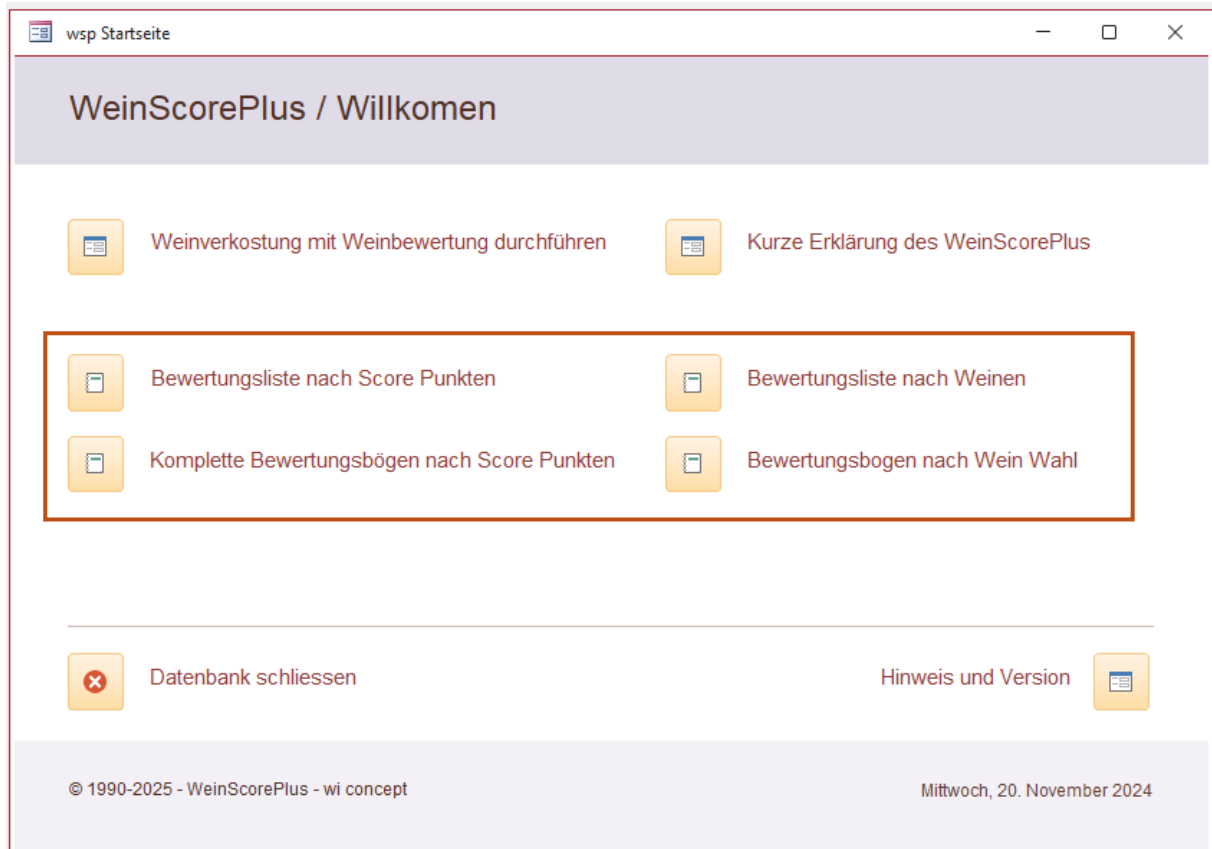 wsp Startseite
WeinScorePlus / Willkomen
Weinverkostung mit Weinbewertung durchführen
Kurze Erklärung des WeinScorePlus
Bewertungsliste nach Score Punkten
Bewertungsliste nach Weinen
Komplette Bewertungsbögen nach Score Punkten
Bewertungsbogen nach Wein Wahl
Datenbank schliessen
Hinweis und Version
© 1990-2025 - WeinScorePlus - wi concept
Mittwoch, 20. November 2024